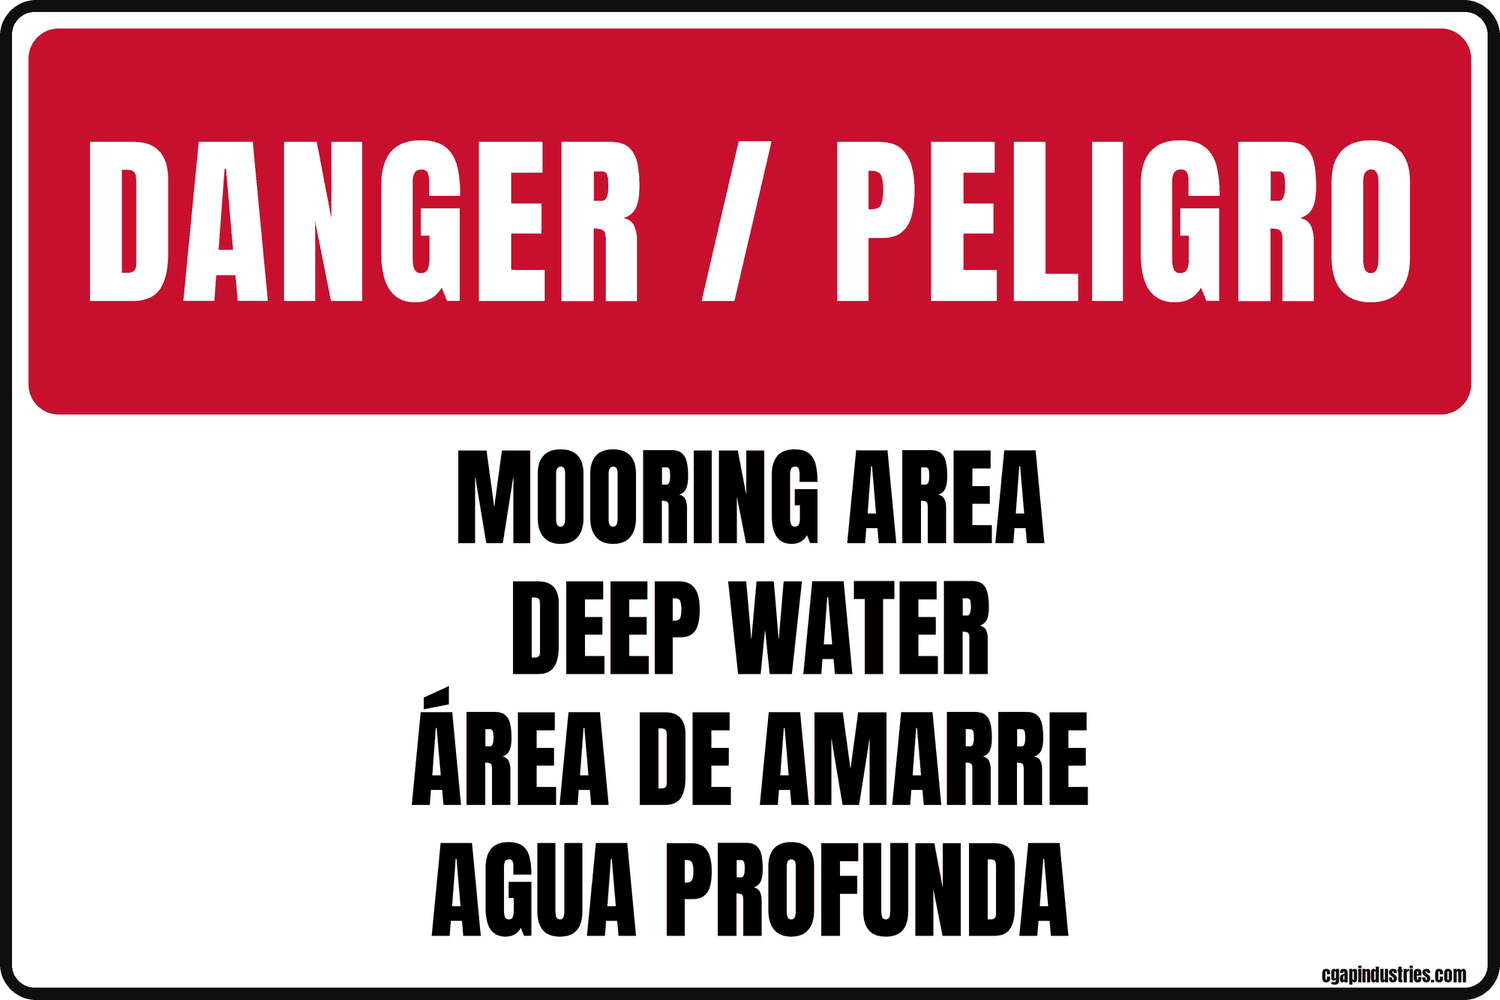 DANGER / PELIGRO
MOORING AREA
DEEP WATER
ÁREA DE AMARRE
AGUA PROFUNDA
cgapindustries.com